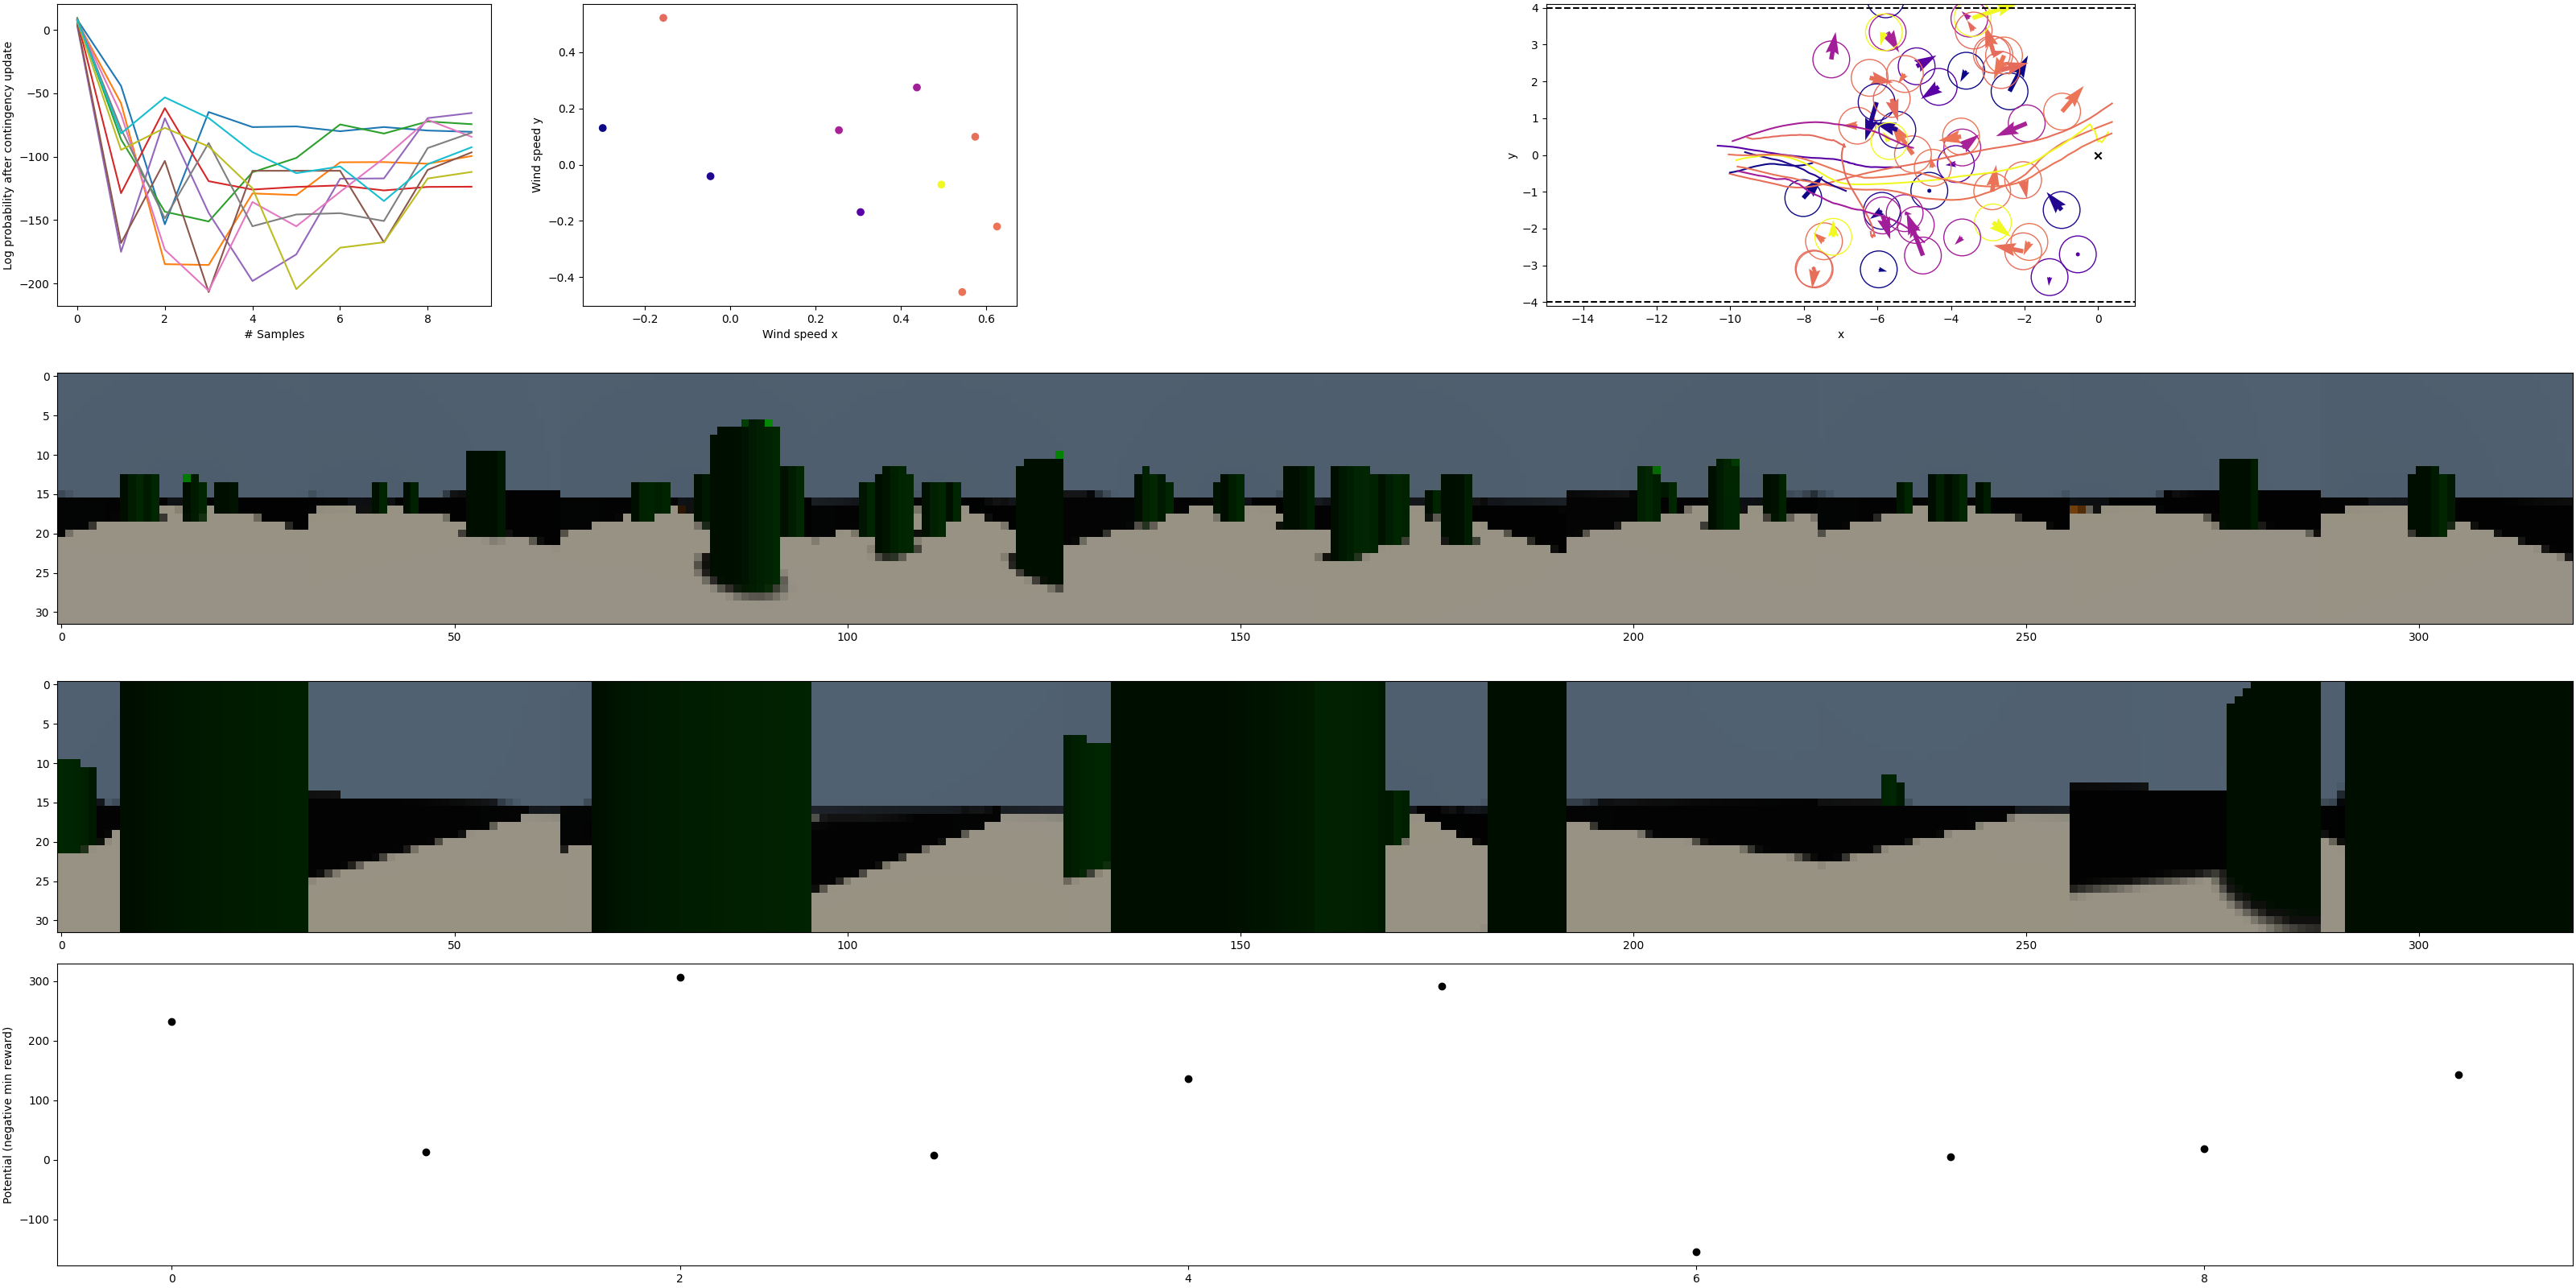 0
−50
−100
−150
−200
0 2 4 6 8
# Samples
Log probability after contingency update
0.4
0.2
0.0
−0.2
−0.4
−0.2 0.0 0.2 0.4 0.6
Wind speed x
Wind speed y
4
3
2
1
0
−1
−2
−3
−4
−14 −12 −10 −8 −6 −4 −2 0
x
y
0
5
10
15
20
25
30
0 50 100 150 200 250 300
0
5
10
15
20
25
30
0 50 100 150 200 250 300
300
200
100
0
−100
0 2 4 6 8
Potential (negative min reward)